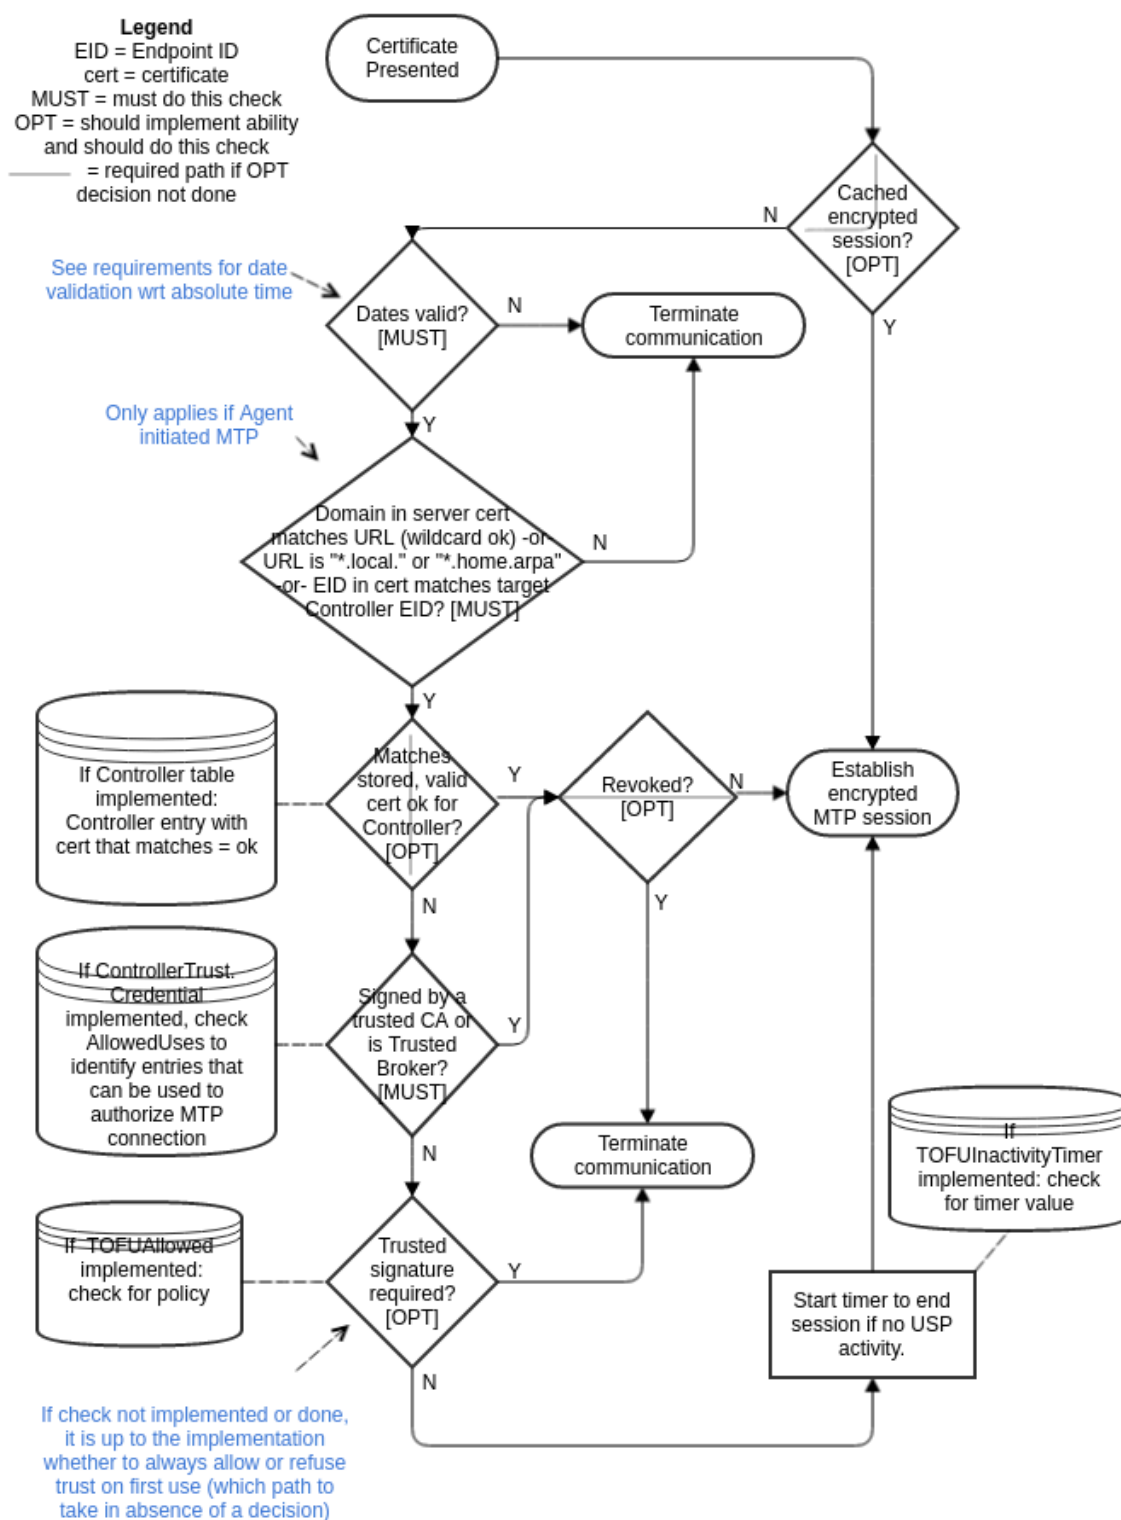 Legend
EID = Endpoint ID
cert = certificate
MUST = must do this check
OPT = should implement ability
and should do this check
= required path if OPT
decision not done
Certificate
Presented
Cached
encrypted
session?
[OPT]
N
Y
See requirements for date
validation wrt absolute time
Dates valid?
[MUST]
N
Y
Terminate
communication
Only applies if Agent
initiated MTP
Domain in server cert
matches URL (wildcard ok) -or-
URL is "*.local." or "*.home.arpa"
-or- EID in cert matches target
Controller EID? [MUST]
N
Y
If Controller table
implemented:
Controller entry with
cert that matches = ok
Matches
stored, valid
cert ok for
Controller?
[OPT]
Y
N
Revoked?
[OPT]
N
Y
Establish
encrypted
MTP session
If ControllerTrust.
Credential
implemented, check
AllowedUses to
identify entries that
can be used to
authorize MTP
connection
Signed by a
trusted CA or
is Trusted
Broker?
[MUST]
Y
N
Terminate
communication
If
TOFUInactivityTimer
implemented: check
for timer value
If TOFUAllowed
implemented:
check for policy
Trusted
signature
required?
[OPT]
Y
N
Start timer to end
session if no USP
activity.
If check not implemented or done,
it is up to the implementation
whether to always allow or refuse
trust on first use (which path to
take in absence of a decision)